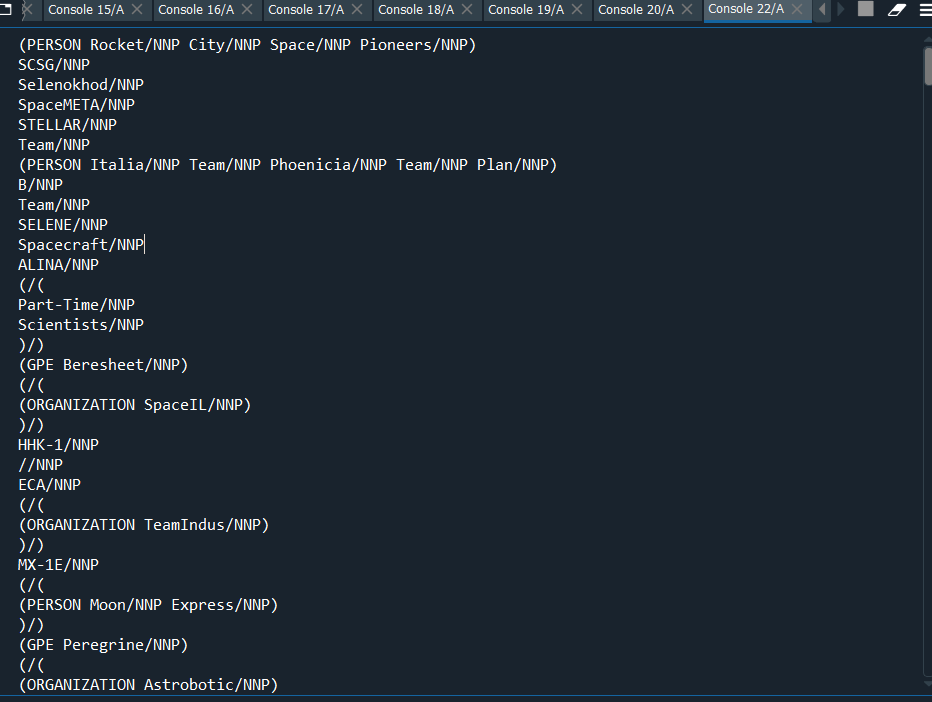 Console 15/A Console 16/A Console 17/A Console 18/A Console 19/A Console 20/A Console 22/A
(PERSON Rocket/NNP City/NNP Space/NNP Pioneers/NNP)
SCSG/NNP
Selenokhod/NNP
SpaceMETA/NNP
STELLAR/NNP
Team/NNP
(PERSON Italia/NNP Team/NNP Phoenicia/NNP Team/NNP Plan/NNP)
B/NNP
Team/NNP
SELENE/NNP
Spacecraft/NNP
ALINA/NNP
(/(
Part-Time/NNP
Scientists/NNP
)/)
(GPE Beresheet/NNP)
(/(
(ORGANIZATION SpaceIL/NNP)
)/)
HHK-1/NNP
//NNP
ECA/NNP
(/(
(ORGANIZATION TeamIndus/NNP)
)/)
MX-1E/NNP
(/(
(PERSON Moon/NNP Express/NNP)
)/)
(GPE Peregrine/NNP)
(/(
(ORGANIZATION Astrobotic/NNP)